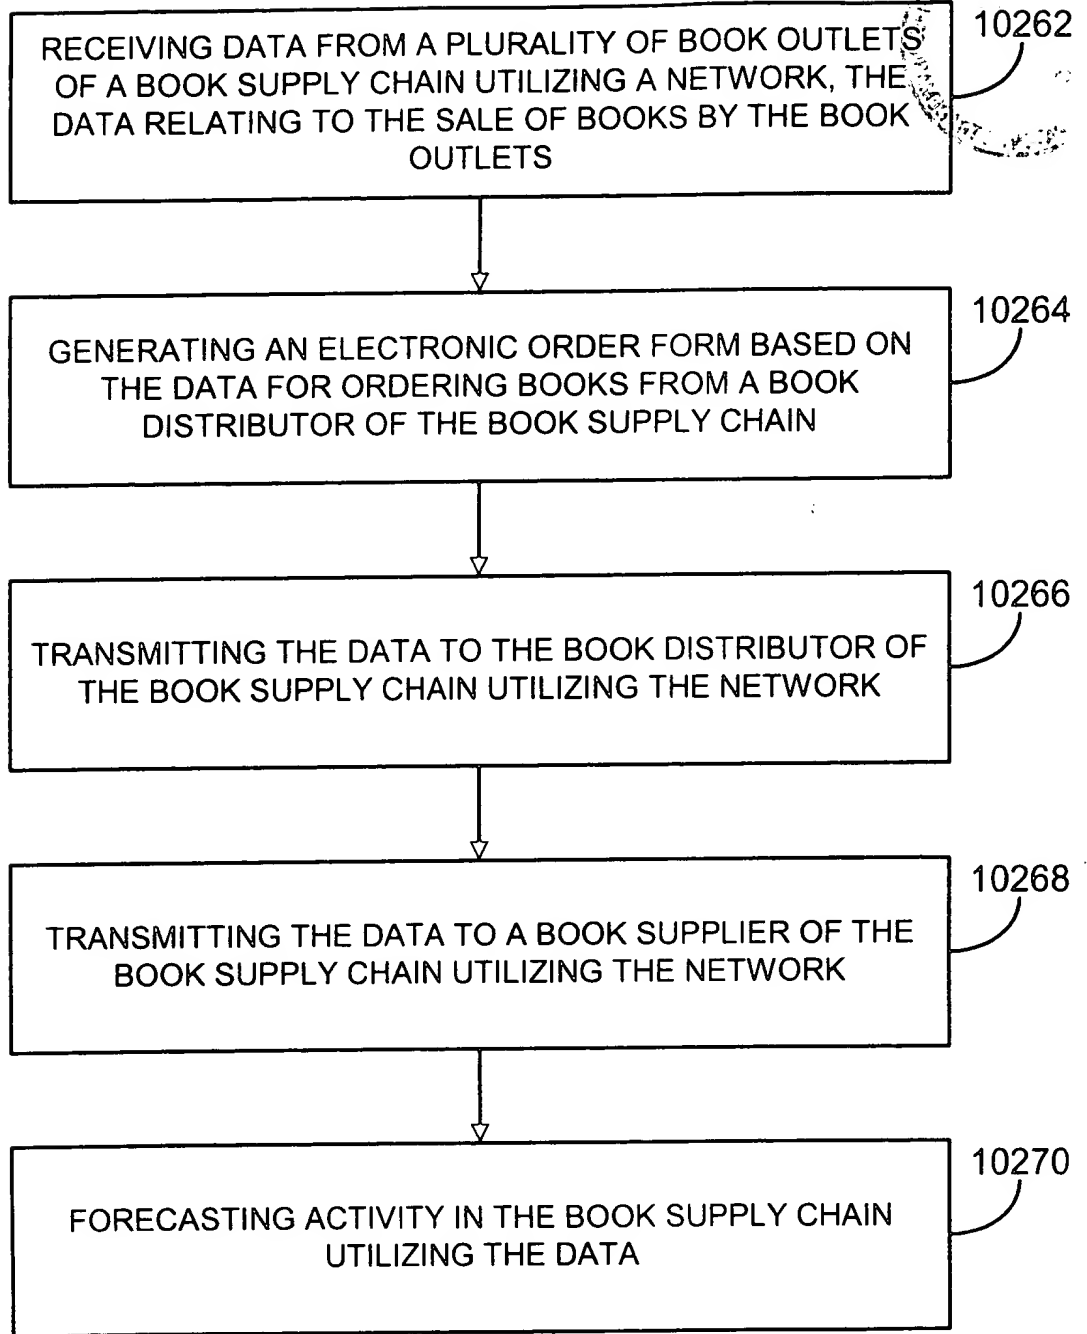 RECEIVING DATA FROM A PLURALITY OF BOOK OUTLETS
OF A BOOK SUPPLY CHAIN UTILIZING A NETWORK, THE
DATA RELATING TO THE SALE OF BOOKS BY THE BOOK
OUTLETS
10262
GENERATING AN ELECTRONIC ORDER FORM BASED ON
THE DATA FOR ORDERING BOOKS FROM A BOOK
DISTRIBUTOR OF THE BOOK SUPPLY CHAIN
10264
TRANSMITTING THE DATA TO THE BOOK DISTRIBUTOR OF
THE BOOK SUPPLY CHAIN UTILIZING THE NETWORK
10266
TRANSMITTING THE DATA TO A BOOK SUPPLIER OF THE
BOOK SUPPLY CHAIN UTILIZING THE NETWORK
10268
FORECASTING ACTIVITY IN THE BOOK SUPPLY CHAIN
UTILIZING THE DATA
10270